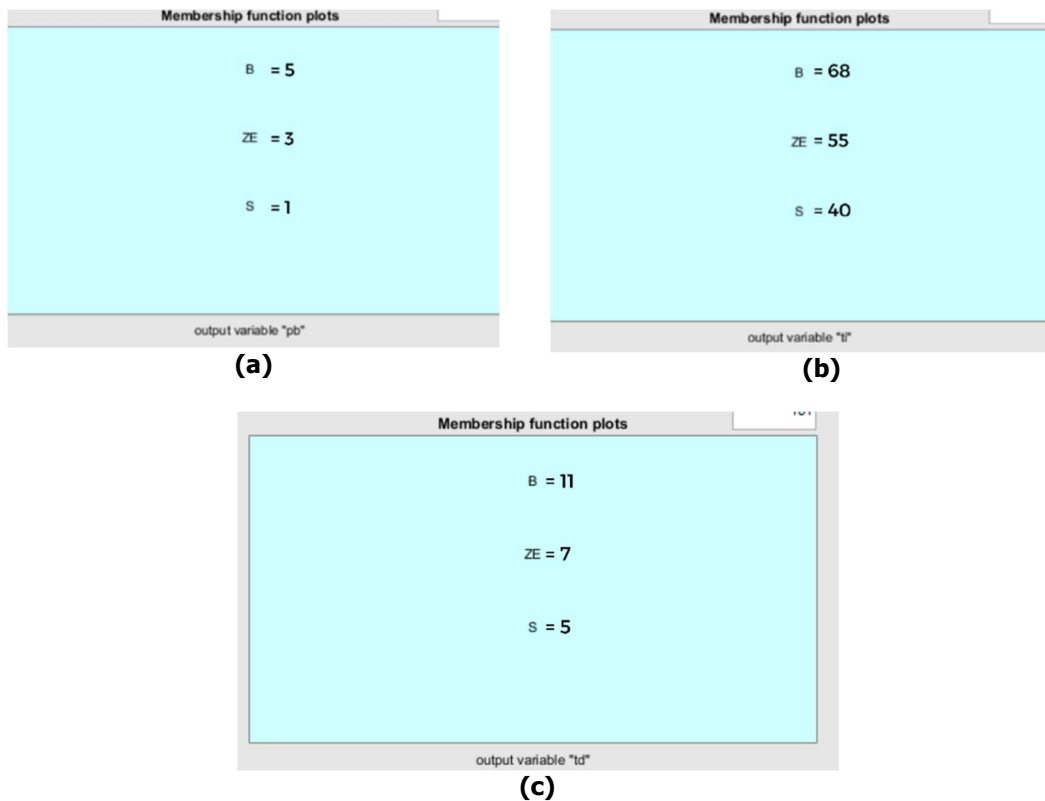 Membership function plots
B = 5
ZE = 3
S = 1
output variable "pb"
(a)
Membership function plots
B = 68
ZE = 55
S = 40
output variable "ti"
(b)
Membership function plots
B = 11
ZE = 7
S = 5
output variable "td"
(c)